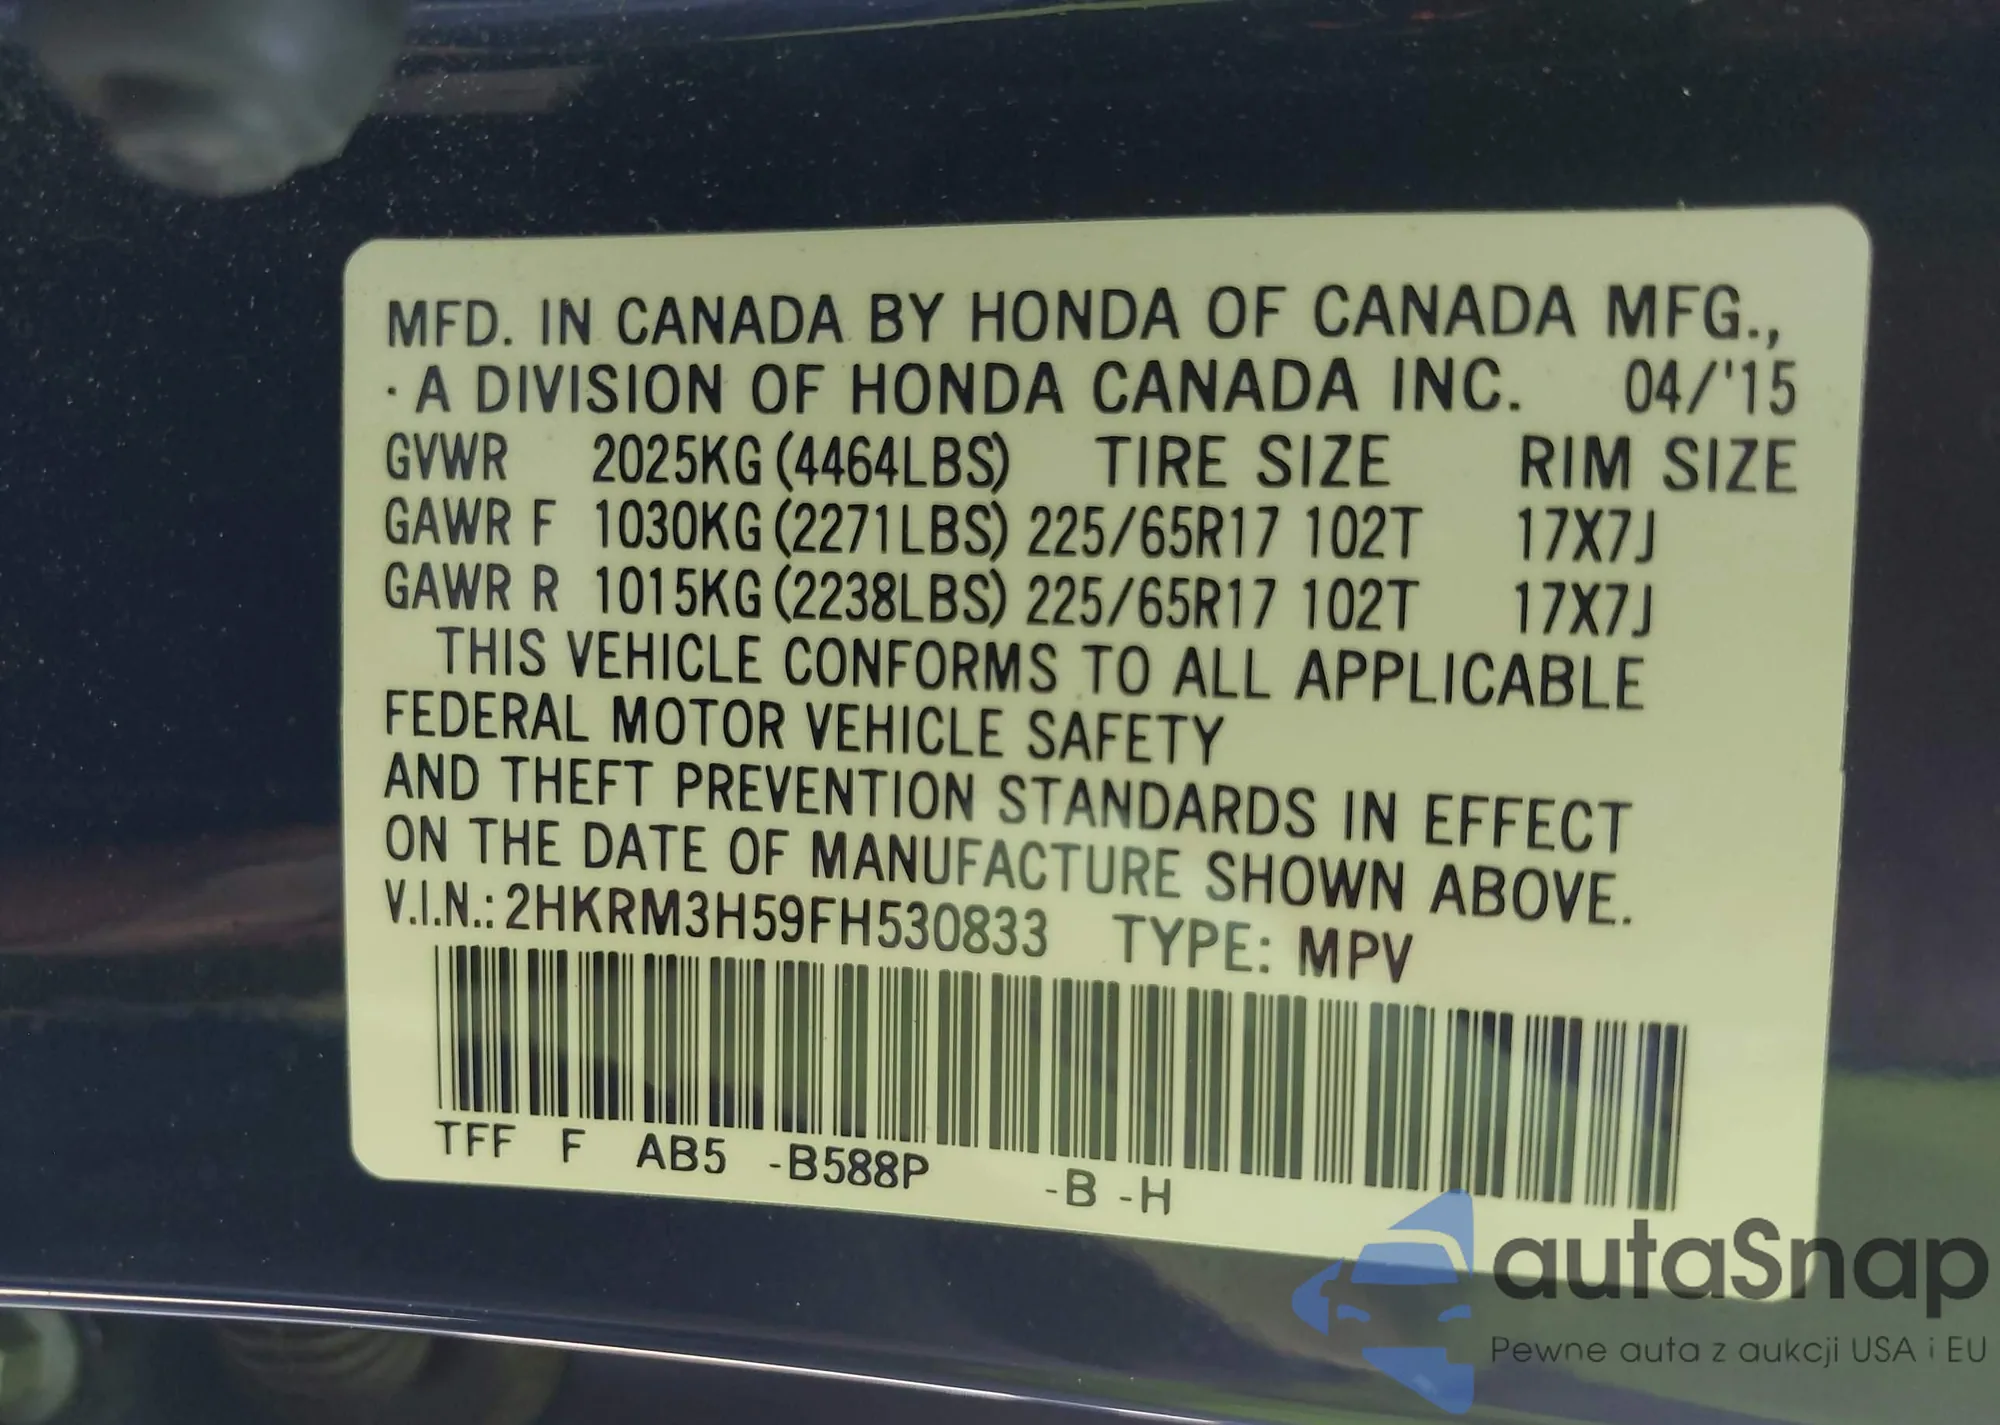 MFD. IN CANADA BY HONDA OF CANADA MFG.,
· A DIVISION OF HONDA CANADA INC. 04/'15
GVWR 2025KG (4464LBS) TIRE SIZE RIM SIZE
GAWR F 1030KG (2271LBS) 225/65R17 102T 17X7J
GAWR R 1015KG (2238LBS) 225/65R17 102T 17X7J
THIS VEHICLE CONFORMS TO ALL APPLICABLE
FEDERAL MOTOR VEHICLE SAFETY
AND THEFT PREVENTION STANDARDS IN EFFECT
ON THE DATE OF MANUFACTURE SHOWN ABOVE.
V.I.N.: 2HKRM3H59FH530833 TYPE: MPV
TFF F AB5 -B588P -B -H
autaSnap
Pewne auta z aukcji USA i EU